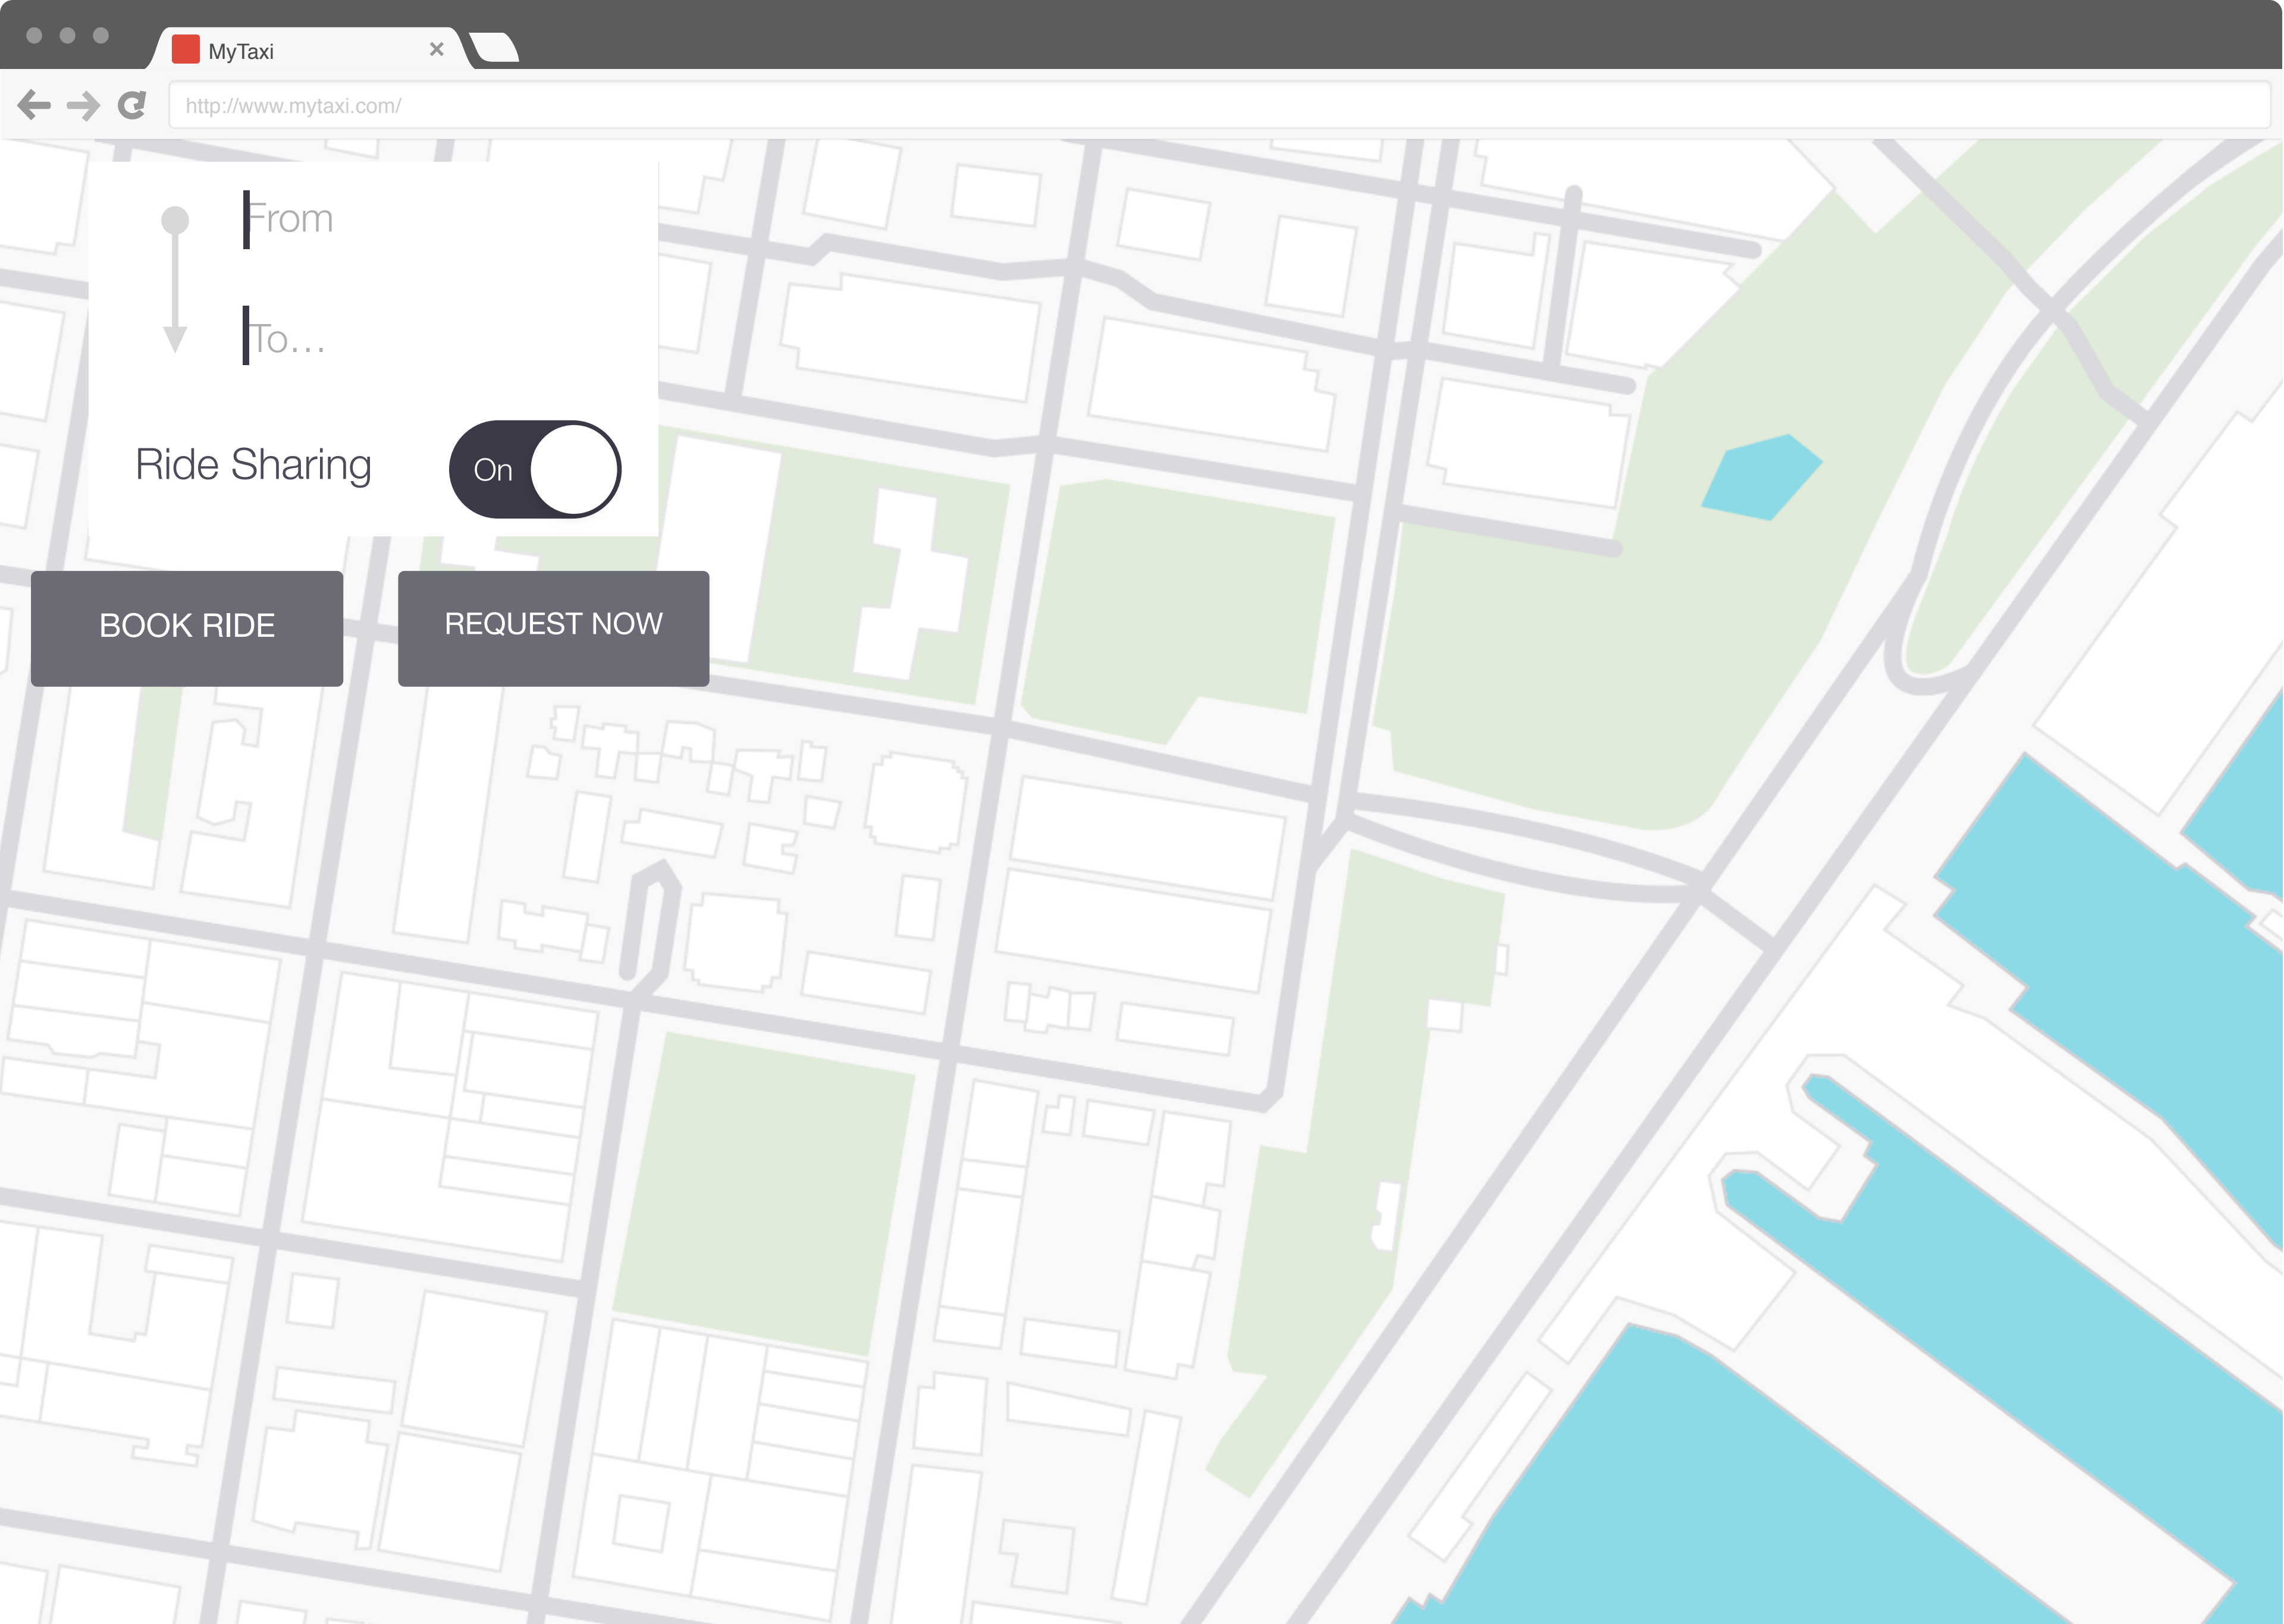 MyTaxi
http://www.mytaxi.com/
From
To...
Ride Sharing
On
BOOK RIDE
REQUEST NOW